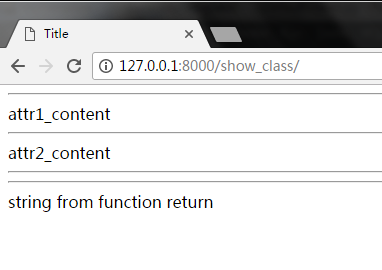 Title
127.0.0.1:8000/show_class/
attr1_content
attr2_content
string from function return